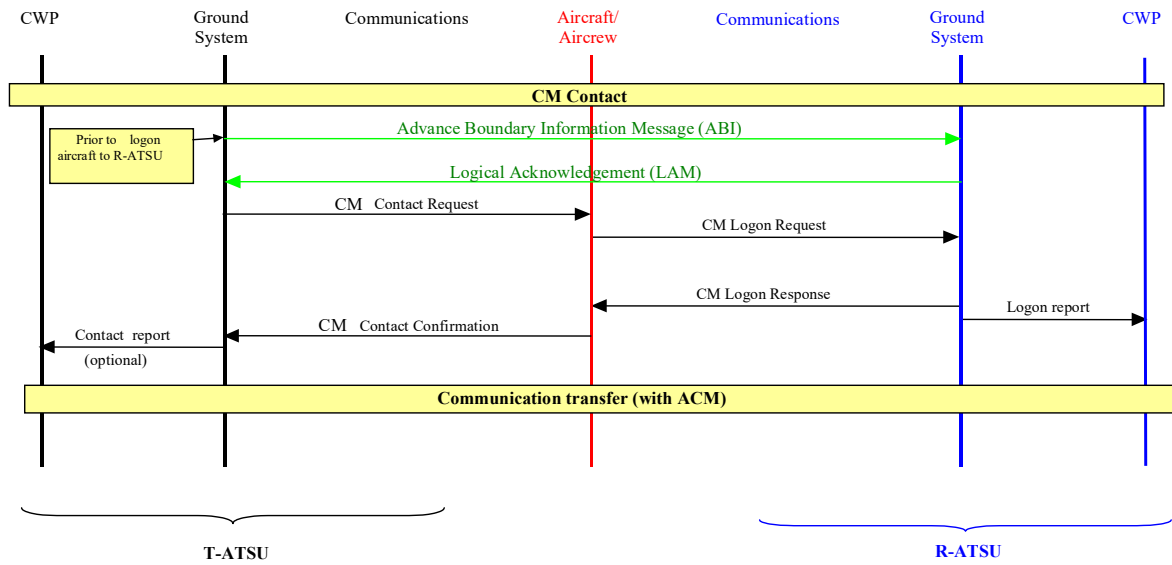 CWP
Ground
System
Communications
Aircraft/
Aircrew
Communications
Ground
System
CWP
CM Contact
Prior to logon
aircraft to R-ATSU
Advance Boundary Information Message (ABI)
Logical Acknowledgement (LAM)
CM Contact Request
CM Logon Request
CM Logon Response
Logon report
CM Contact Confirmation
Contact report
(optional)
Communication transfer (with ACM)
T-ATSU
R-ATSU